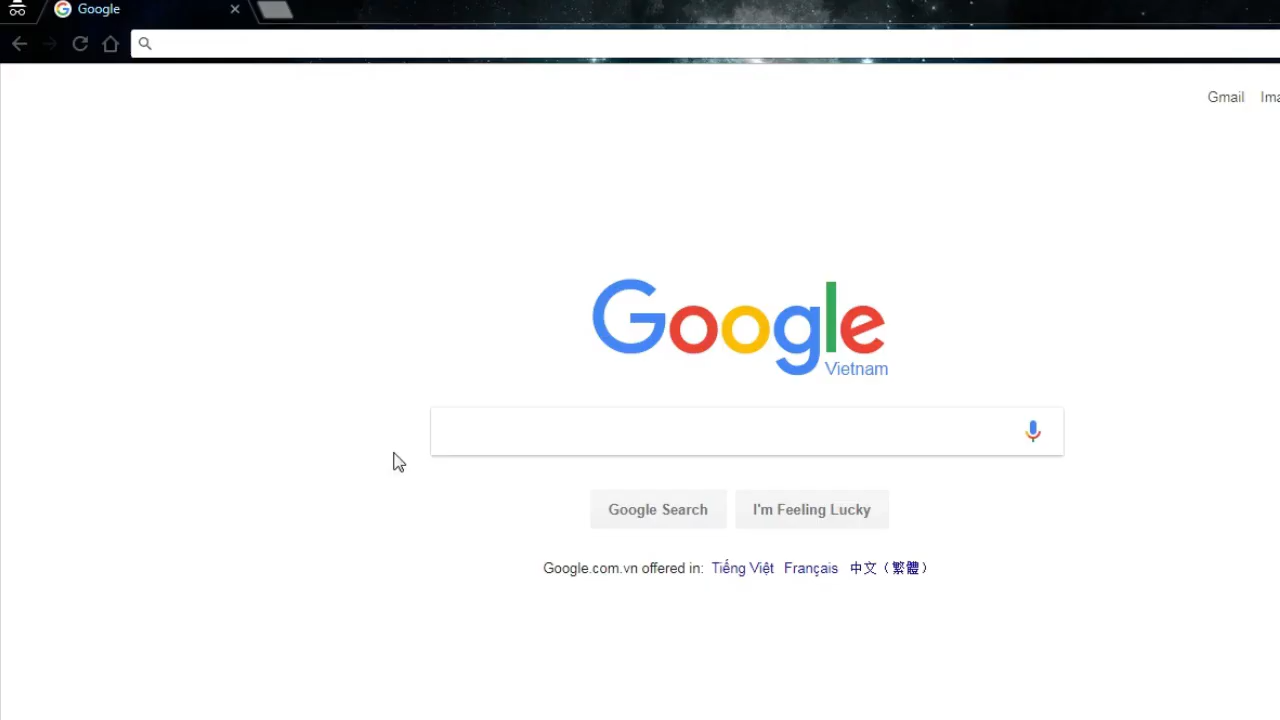 Google
Gmail
Google
Vietnam
Google Search I'm Feeling Lucky
Google.com.vn offered in: Tiếng Việt Français 中文（繁體）